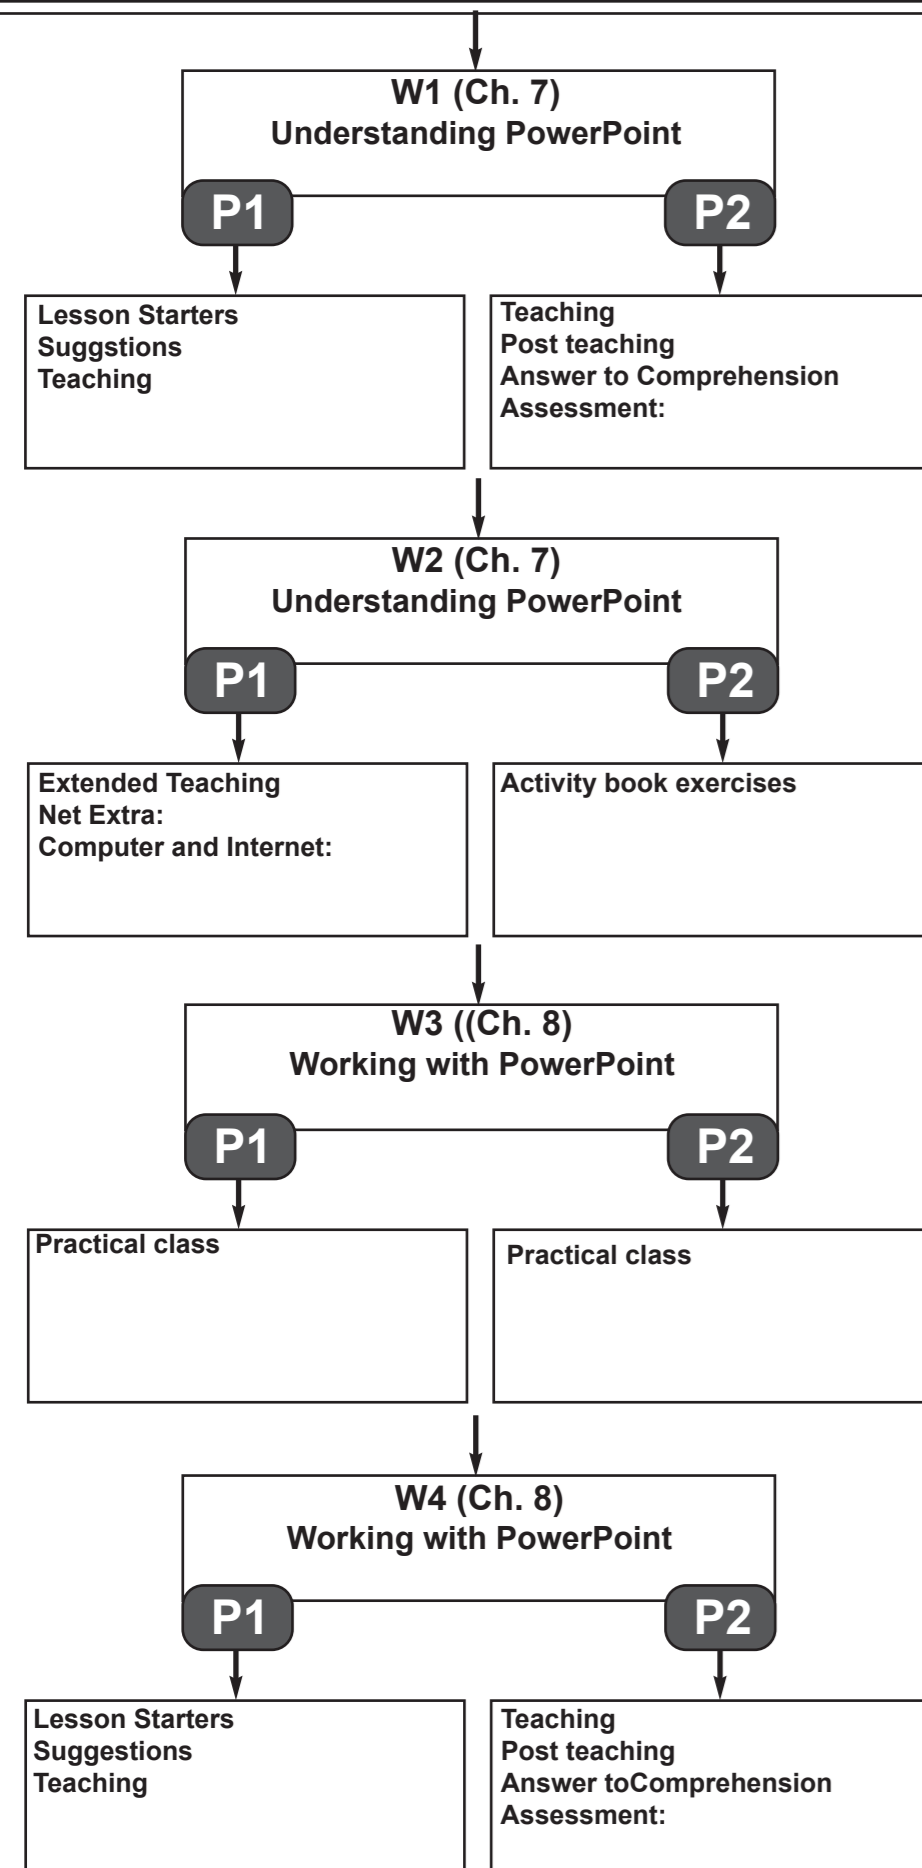 W1 (Ch. 7)
Understanding PowerPoint
P1
P2
Lesson Starters
Suggstions
Teaching
Teaching
Post teaching
Answer to Comprehension
Assessment:
W2 (Ch. 7)
Understanding PowerPoint
P1
P2
Extended Teaching
Net Extra:
Computer and Internet:
Activity book exercises
W3 ((Ch. 8)
Working with PowerPoint
P1
P2
Practical class
Practical class
W4 (Ch. 8)
Working with PowerPoint
P1
P2
Lesson Starters
Suggestions
Teaching
Teaching
Post teaching
Answer toComprehension
Assessment: